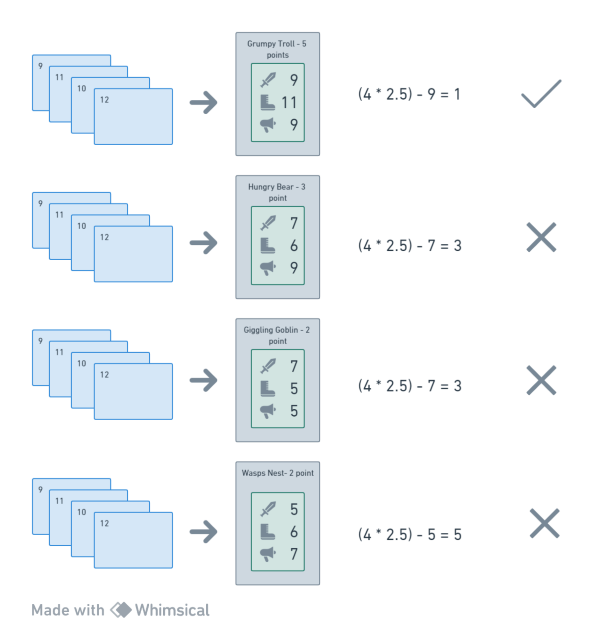 9
11
10
12
Grumpy Troll - 5
points
9
11
9
(4 * 2.5) - 9 = 1
9
11
10
12
Hungry Bear - 3
point
7
6
9
(4 * 2.5) - 7 = 3
9
11
10
12
Giggling Goblin - 2
point
7
5
5
(4 * 2.5) - 7 = 3
9
11
10
12
Wasps Nest- 2 point
5
6
7
(4 * 2.5) - 5 = 5
Made with Whimsical